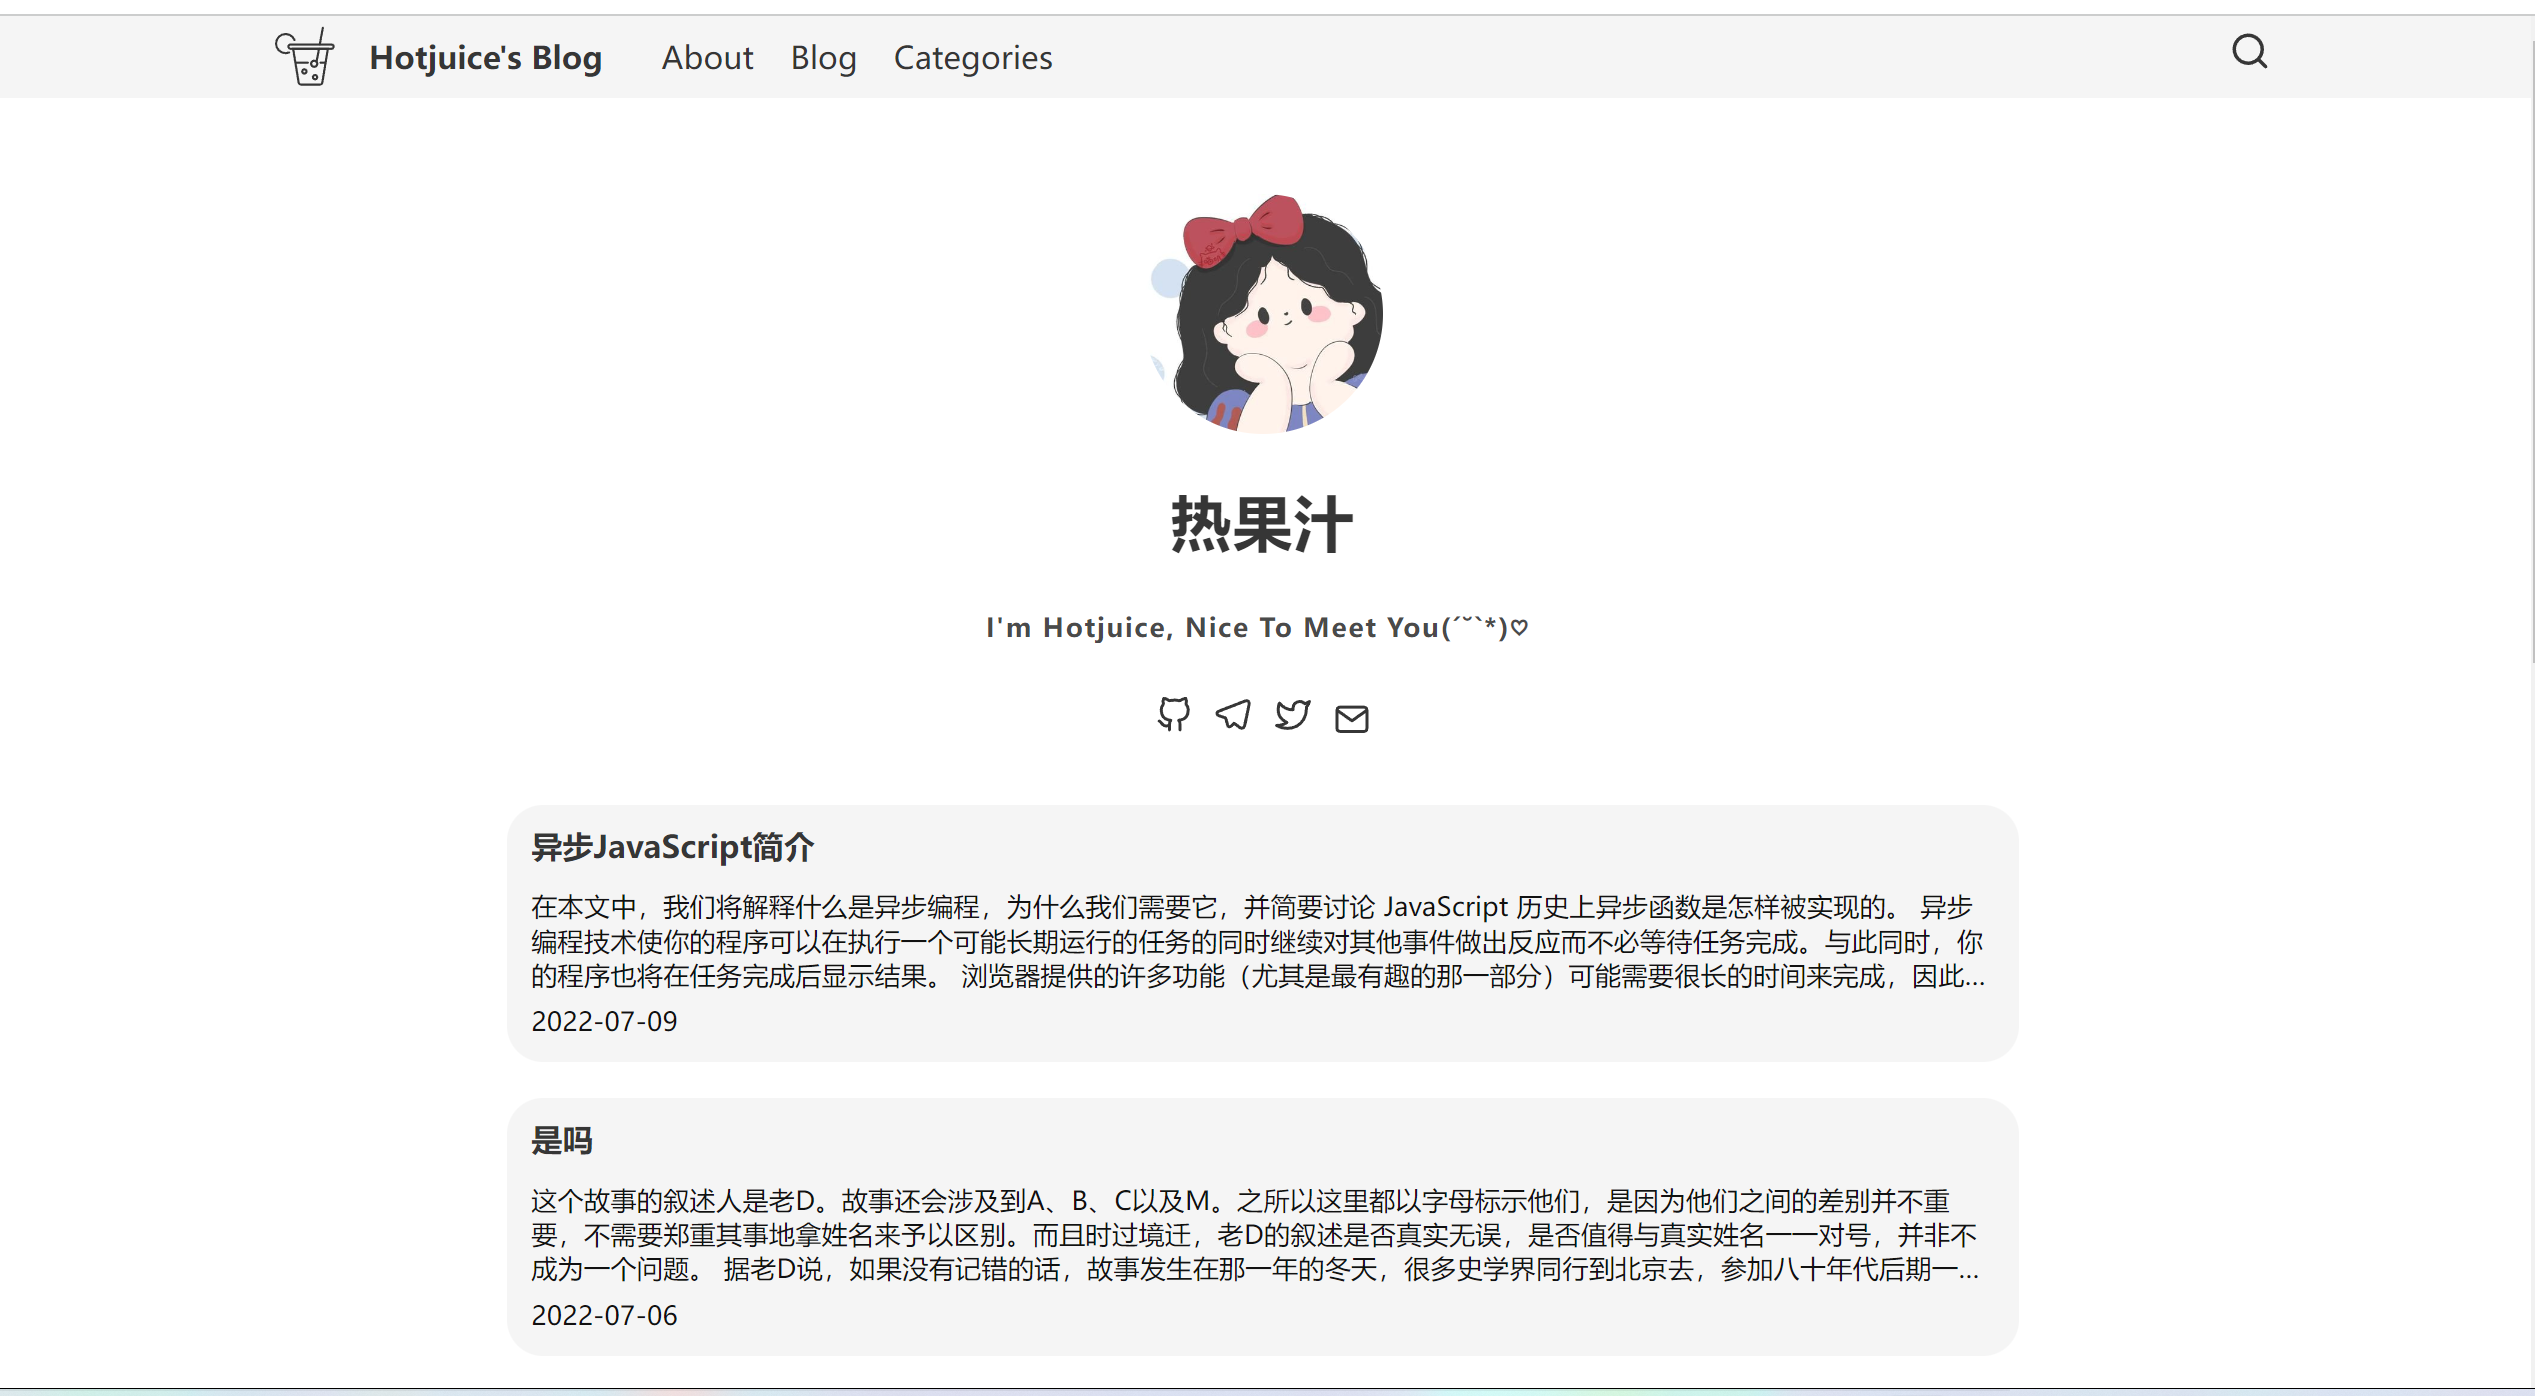 Hotjuice's Blog About Blog Categories
热果汁
I'm Hotjuice, Nice To Meet You(´˘`*)♡
异步JavaScript简介
在本文中，我们将解释什么是异步编程，为什么我们需要它，并简要讨论 JavaScript 历史上异步函数是怎样被实现的。 异步
编程技术使你的程序可以在执行一个可能长期运行的任务的同时继续对其他事件做出反应而不必等待任务完成。与此同时，你
的程序也将在任务完成后显示结果。 浏览器提供的许多功能（尤其是最有趣的那一部分）可能需要很长的时间来完成，因此...
2022-07-09
是吗
这个故事的叙述人是老D。故事还会涉及到A、B、C以及M。之所以这里都以字母标示他们，是因为他们之间的差别并不重
要，不需要郑重其事地拿姓名来予以区别。而且时过境迁，老D的叙述是否真实无误，是否值得与真实姓名一一对号，并非不
成为一个问题。 据老D说，如果没有记错的话，故事发生在那一年的冬天，很多史学界同行到北京去，参加八十年代后期一...
2022-07-06